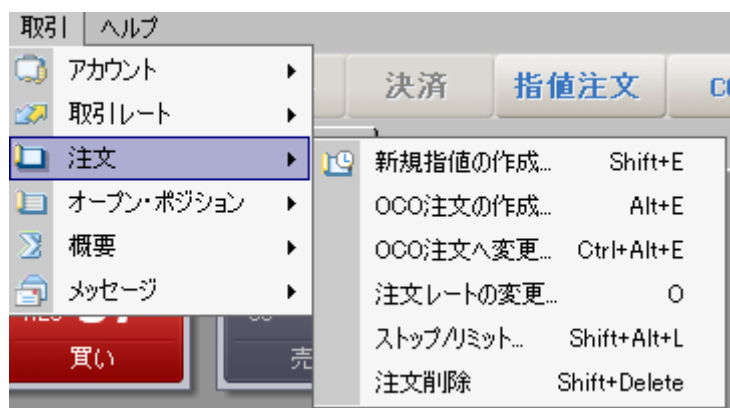 取引 ヘルプ
決済 指値注文
アカウント
取引レート
注文
オープン・ポジション
概要
メッセージ
新規指値の作成... Shift+E
OCO注文の作成... Alt+E
OCO注文へ変更... Ctrl+Alt+E
注文レートの変更... O
ストップ/リミット... Shift+Alt+L
注文削除 Shift+Delete
買い 売